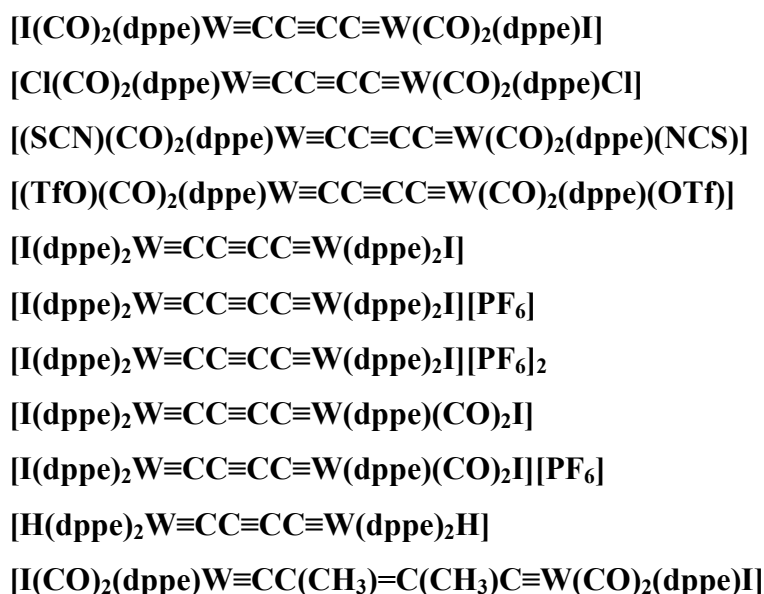 [I(CO)₂(dppe)W≡CC≡CC≡W(CO)₂(dppe)I]
[Cl(CO)₂(dppe)W≡CC≡CC≡W(CO)₂(dppe)Cl]
[(SCN)(CO)₂(dppe)W≡CC≡CC≡W(CO)₂(dppe)(NCS)]
[(TfO)(CO)₂(dppe)W≡CC≡CC≡W(CO)₂(dppe)(OTf)]
[I(dppe)₂W≡CC≡CC≡W(dppe)₂I]
[I(dppe)₂W≡CC≡CC≡W(dppe)₂I][PF₆]
[I(dppe)₂W≡CC≡CC≡W(dppe)₂I][PF₆]₂
[I(dppe)₂W≡CC≡CC≡W(dppe)(CO)₂I]
[I(dppe)₂W≡CC≡CC≡W(dppe)(CO)₂I][PF₆]
[H(dppe)₂W≡CC≡CC≡W(dppe)₂H]
[I(CO)₂(dppe)W≡CC(CH₃)=C(CH₃)C≡W(CO)₂(dppe)I]